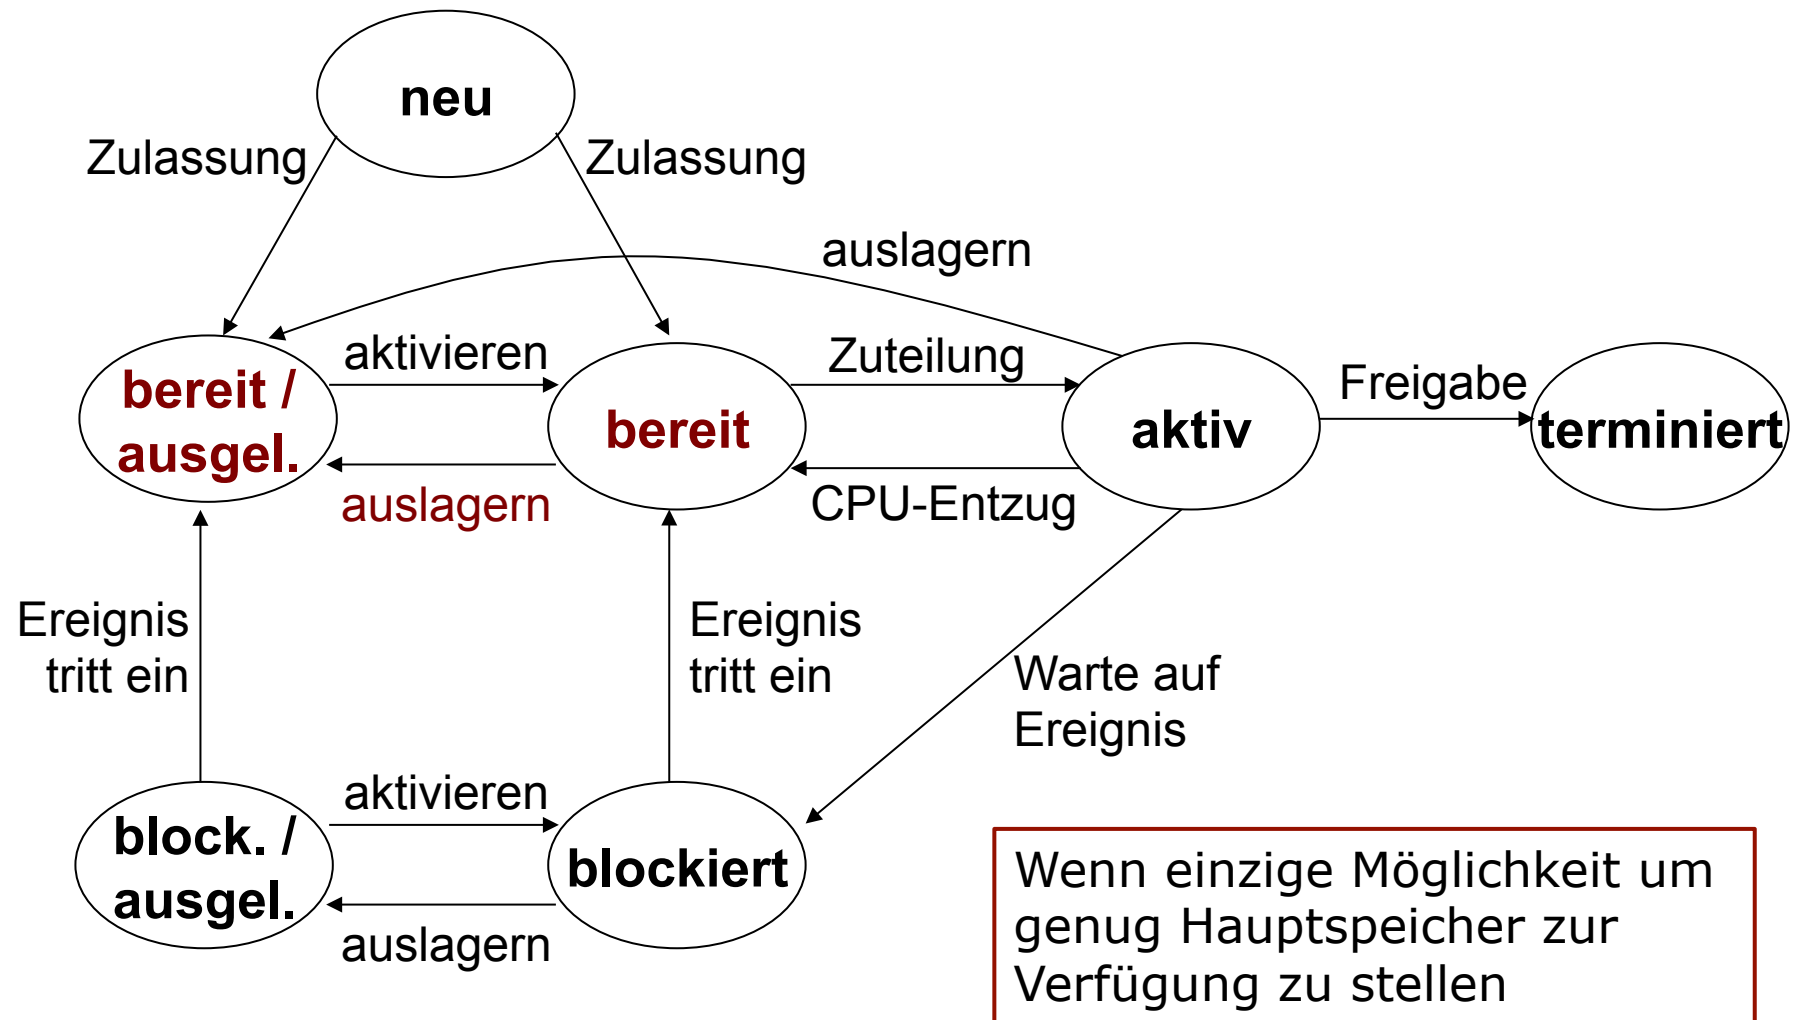 neu
Zulassung
Zulassung
auslagern
aktivieren
Zuteilung
Freigabe
bereit /
ausgel.
bereit
aktiv
terminiert
auslagern
CPU-Entzug
Ereignis
tritt ein
Ereignis
tritt ein
Warte auf
Ereignis
aktivieren
block. /
ausgel.
blockiert
auslagern
Wenn einzige Möglichkeit um
genug Hauptspeicher zur
Verfügung zu stellen